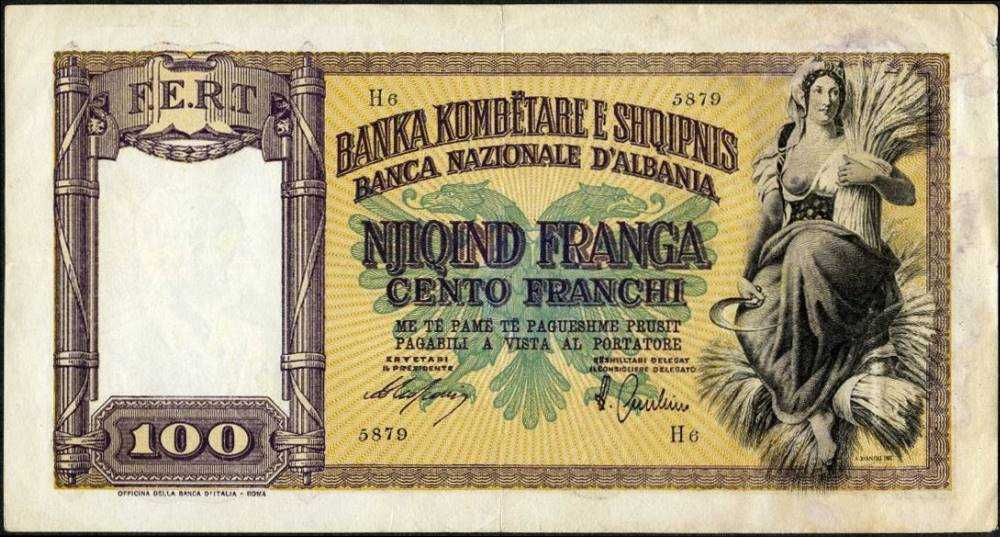 F.E.R.T
H6 5879
BANKA KOMBËTARE E SHQIPNIS
BANCA NAZIONALE D'ALBANIA
NJIQIND FRANGA
CENTO FRANCHI
ME TË PAMË TË PAGUESHME PRUSIT
PAGABILI A VISTA AL PORTATORE
KRYETARI
IL PRESIDENTE
KËSHILLTARI DELEGAT
IL CONSIGLIERE DELEGATO
5879 H6
100
OFFICINA DELLA BANCA D'ITALIA - ROMA